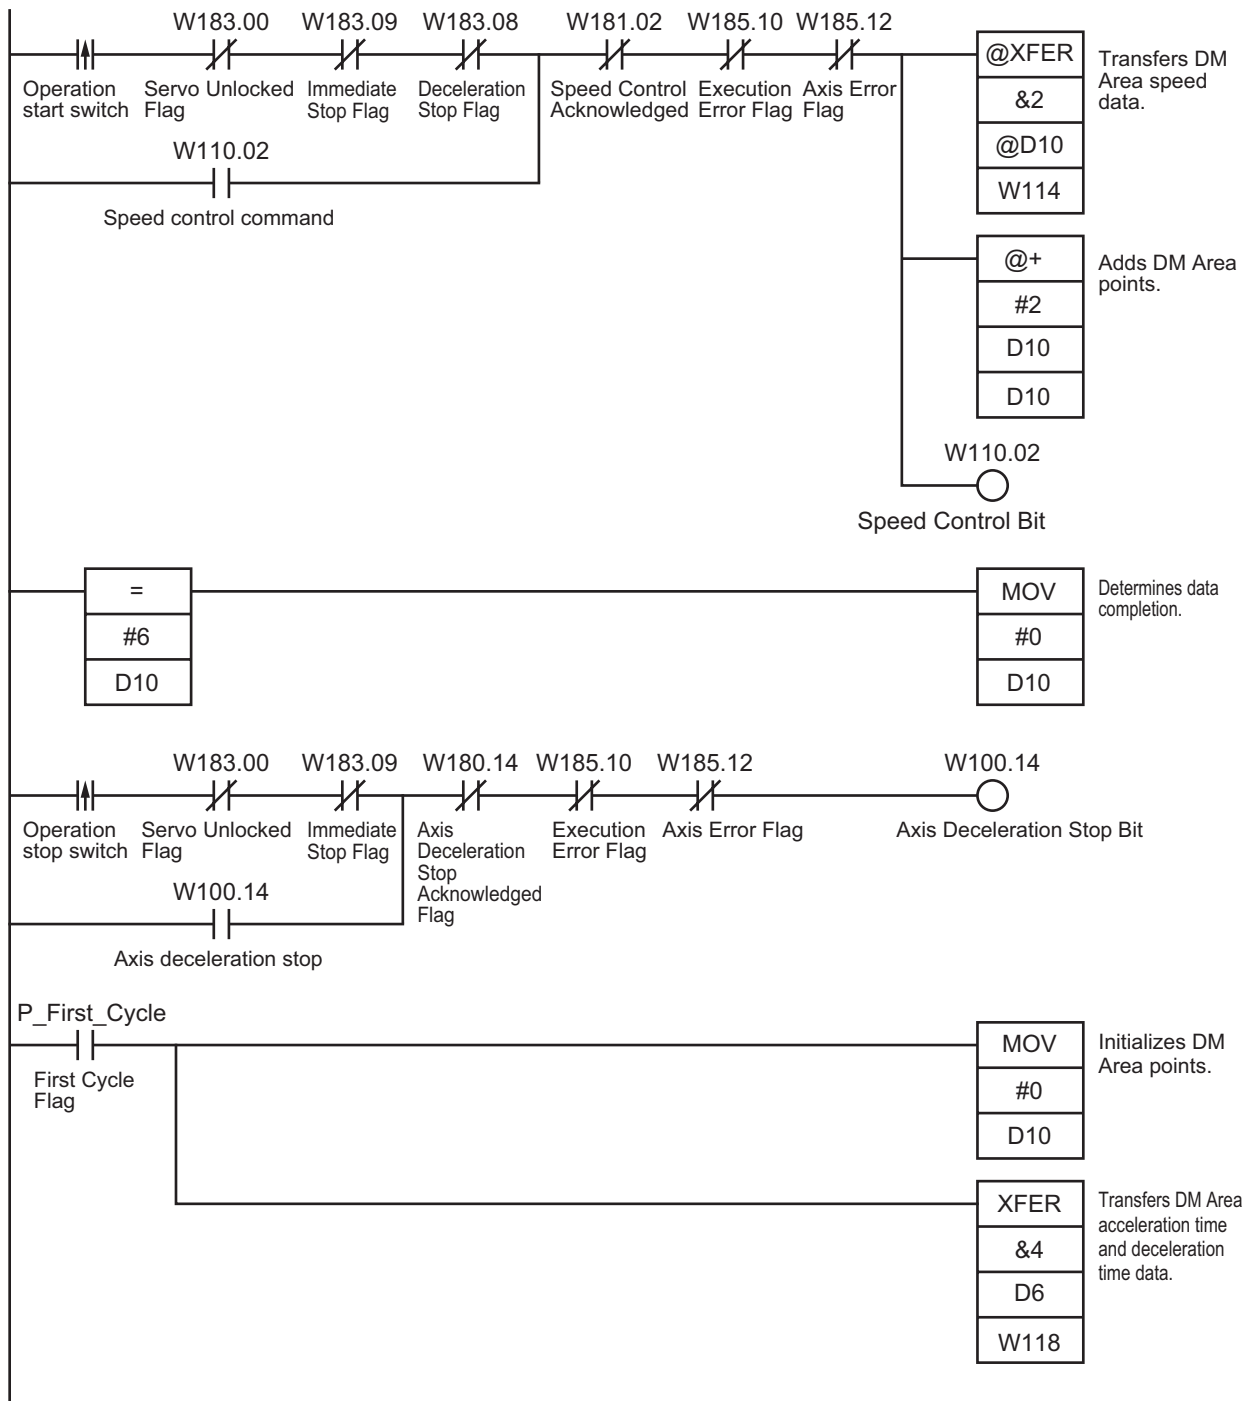 W183.00 W183.09 W183.08 W181.02 W185.10 W185.12
Operation start switch
Servo Unlocked Flag
Immediate Stop Flag
Deceleration Stop Flag
Speed Control Acknowledged
Execution Error Flag
Axis Error Flag
@XFER
&2
@D10
W114
Transfers DM
Area speed
data.
W110.02
Speed control command
@+
#2
D10
D10
Adds DM Area
points.
W110.02
Speed Control Bit
=
#6
D10
MOV
#0
D10
Determines data
completion.
W183.00 W183.09 W180.14 W185.10 W185.12 W100.14
Operation
stop switch
Servo Unlocked
Flag
Immediate
Stop Flag
Axis
Deceleration
Stop
Acknowledged
Flag
Execution
Error Flag
Axis Error Flag
Axis Deceleration Stop Bit
W100.14
Axis deceleration stop
P_First_Cycle
First Cycle
Flag
MOV
#0
D10
Initializes DM
Area points.
XFER
&4
D6
W118
Transfers DM Area
acceleration time
and deceleration
time data.